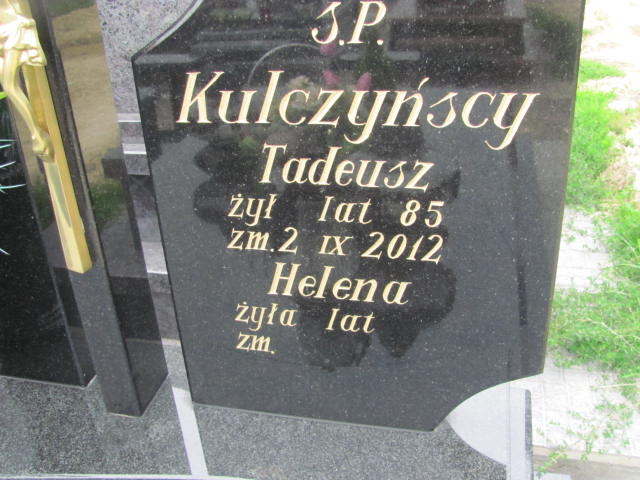 Ś.P.
Kulczyńscy
Tadeusz
żył lat 85
zm. 2 IX 2012
Helena
żyła lat
zm.